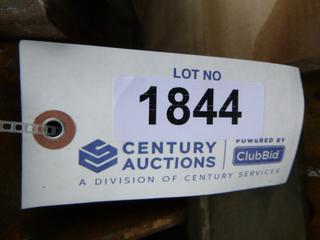 LOT NO
1844
CENTURY AUCTIONS
POWERED BY
ClubBid
A DIVISION OF CENTURY SERVICES